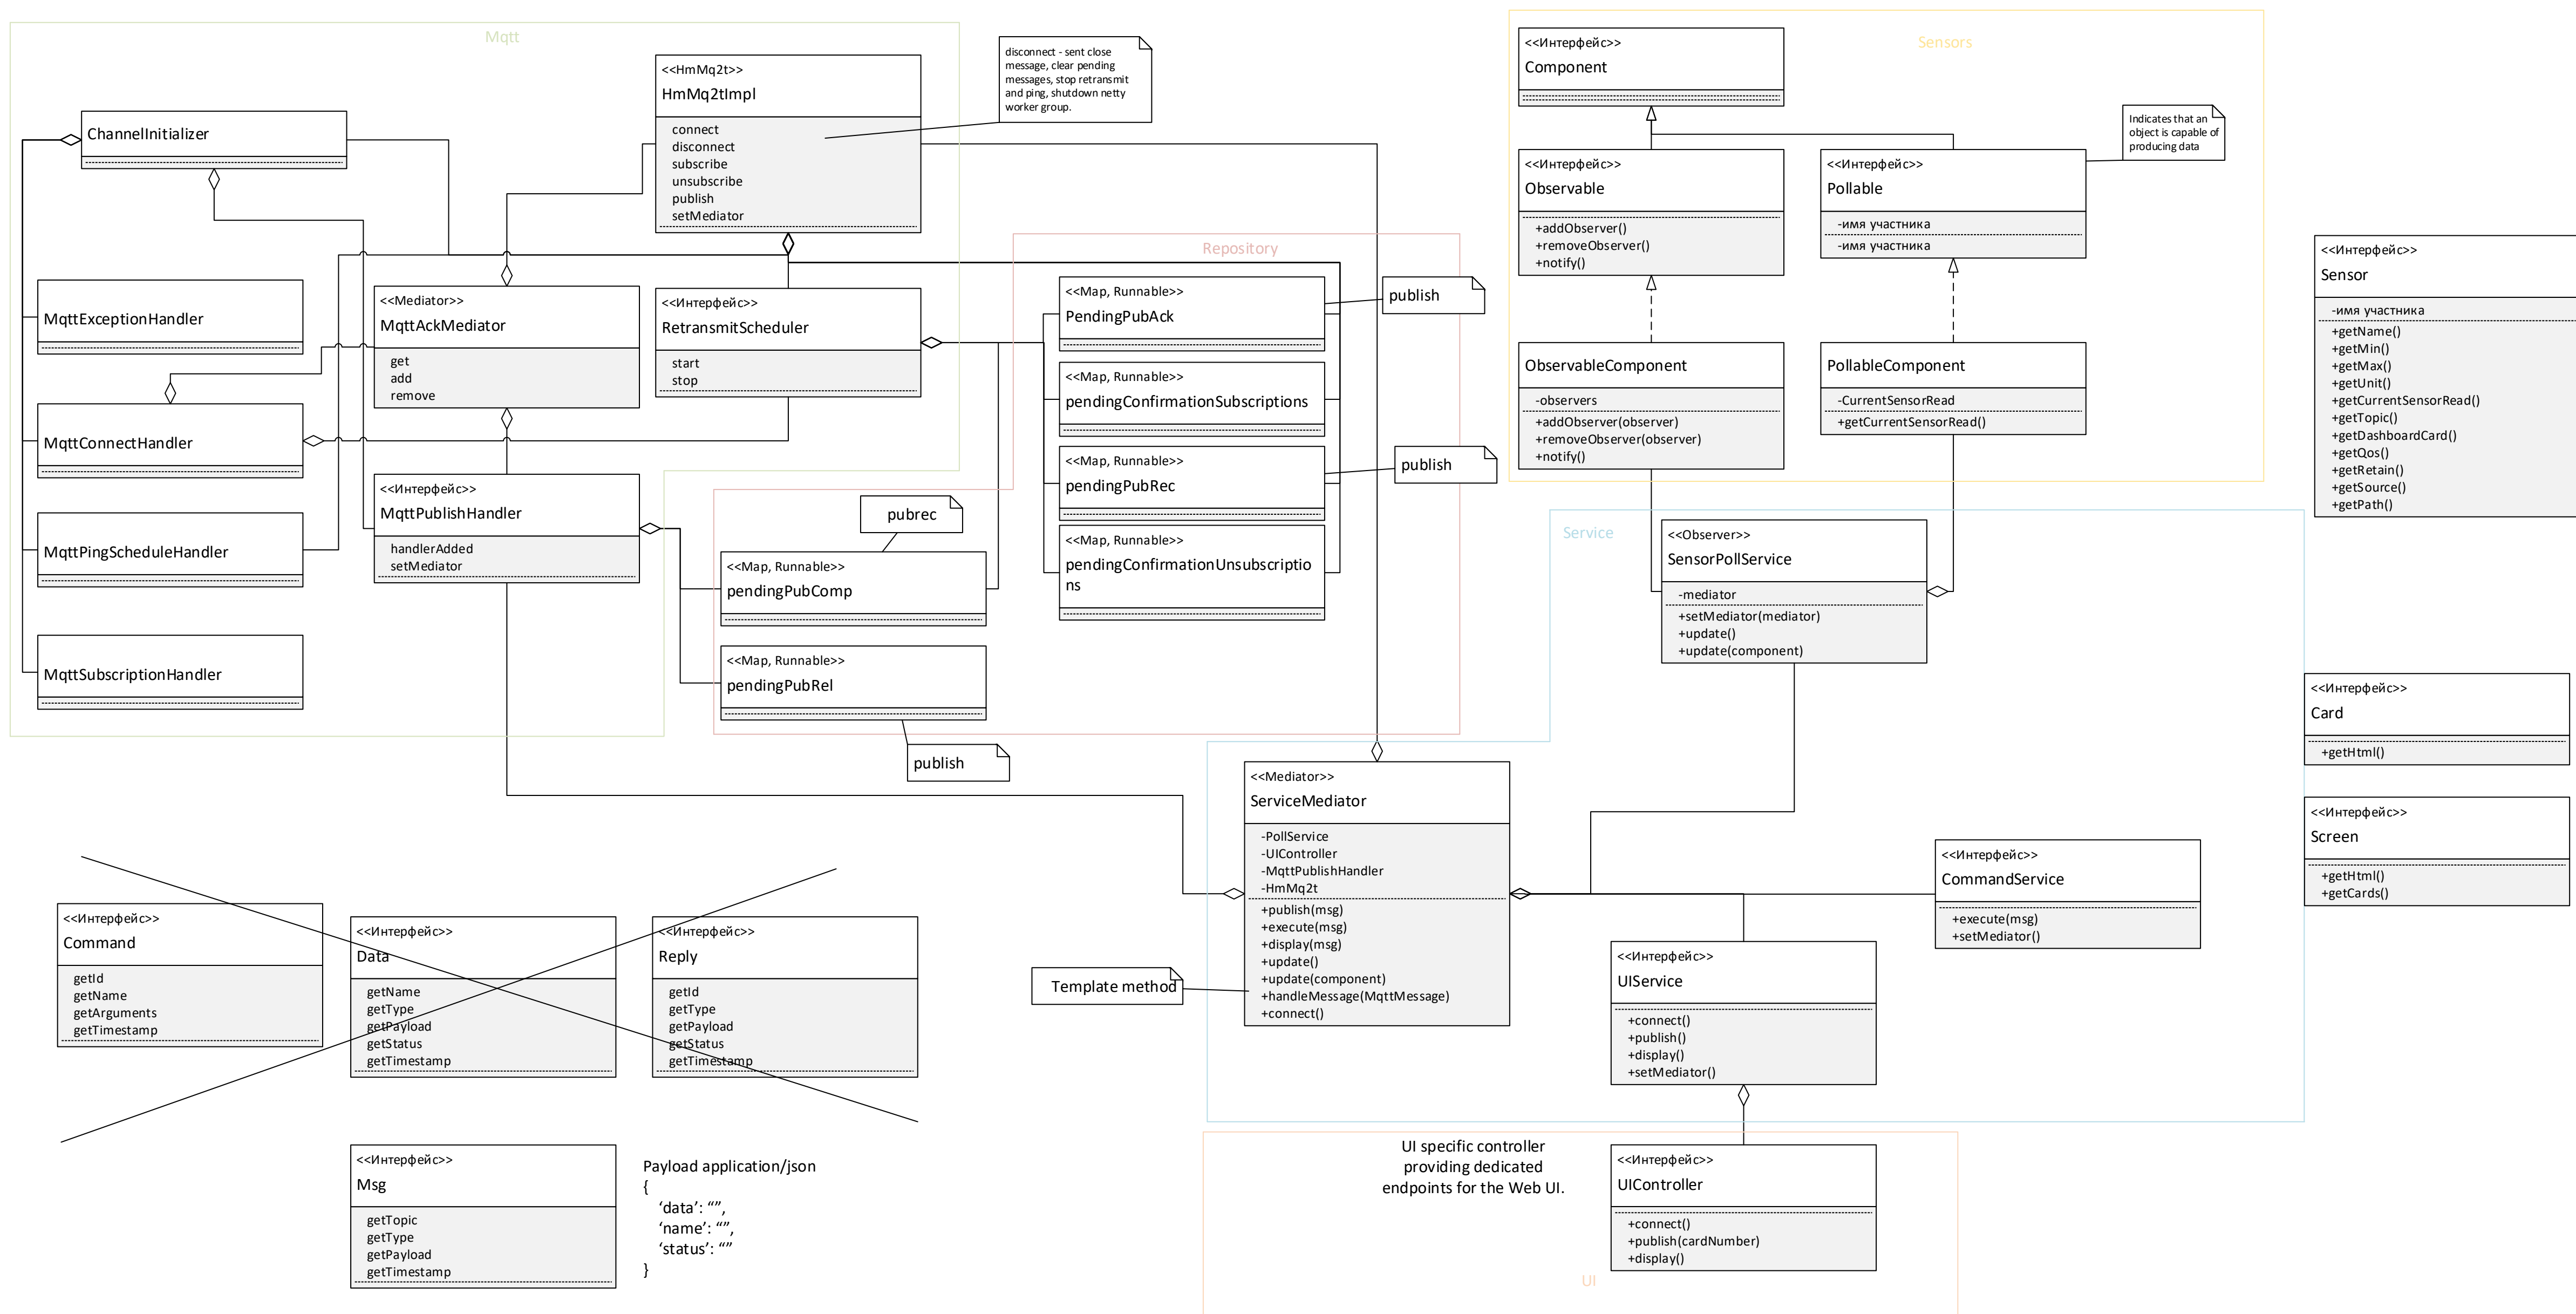 Mqtt
<<HmMq2t>>
HmMq2tImpl
connect
disconnect
subscribe
unsubscribe
publish
setMediator
disconnect - sent close
message, clear pending
messages, stop retransmit
and ping, shutdown netty
worker group.
ChannelInitializer
MqttExceptionHandler
MqttConnectHandler
MqttPingScheduleHandler
MqttSubscriptionHandler
<<Mediator>>
MqttAckMediator
get
add
remove
<<Интерфейс>>
RetransmitScheduler
start
stop
<<Интерфейс>>
MqttPublishHandler
handlerAdded
setMediator
Repository
<<Map, Runnable>>
PendingPubAck
publish
<<Map, Runnable>>
pendingConfirmationSubscriptions
<<Map, Runnable>>
pendingPubRec
publish
<<Map, Runnable>>
pendingConfirmationUnsubscriptio
ns
pubrec
<<Map, Runnable>>
pendingPubComp
<<Map, Runnable>>
pendingPubRel
publish
Sensors
<<Интерфейс>>
Component
<<Интерфейс>>
Observable
+addObserver()
+removeObserver()
+notify()
<<Интерфейс>>
Pollable
-имя участника
-имя участника
Indicates that an
object is capable of
producing data
ObservableComponent
-observers
+addObserver(observer)
+removeObserver(observer)
+notify()
PollableComponent
-CurrentSensorRead
+getCurrentSensorRead()
<<Интерфейс>>
Sensor
-имя участника
+getName()
+getMin()
+getMax()
+getUnit()
+getCurrentSensorRead()
+getTopic()
+getDashboardCard()
+getQos()
+getRetain()
+getSource()
+getPath()
Service
<<Observer>>
SensorPollService
-mediator
+setMediator(mediator)
+update()
+update(component)
<<Интерфейс>>
Card
+getHtml()
<<Интерфейс>>
Screen
+getHtml()
+getCards()
<<Mediator>>
ServiceMediator
-PollService
-UIController
-MqttPublishHandler
-HmMq2t
+publish(msg)
+execute(msg)
+display(msg)
+update()
+update(component)
+handleMessage(MqttMessage)
+connect()
Template method
<<Интерфейс>>
CommandService
+execute(msg)
+setMediator()
<<Интерфейс>>
UIService
+connect()
+publish()
+display()
+setMediator()
<<Интерфейс>>
Command
getId
getName
getArguments
getTimestamp
<<Интерфейс>>
Data
getName
getType
getPayload
getStatus
getTimestamp
<<Интерфейс>>
Reply
getId
getType
getPayload
getStatus
getTimestamp
<<Интерфейс>>
Msg
getTopic
getType
getPayload
getTimestamp
Payload application/json
{
‘data’: “”,
‘name’: “”,
‘status’: “”
}
UI specific controller
providing dedicated
endpoints for the Web UI.
<<Интерфейс>>
UIController
+connect()
+publish(cardNumber)
+display()
UI